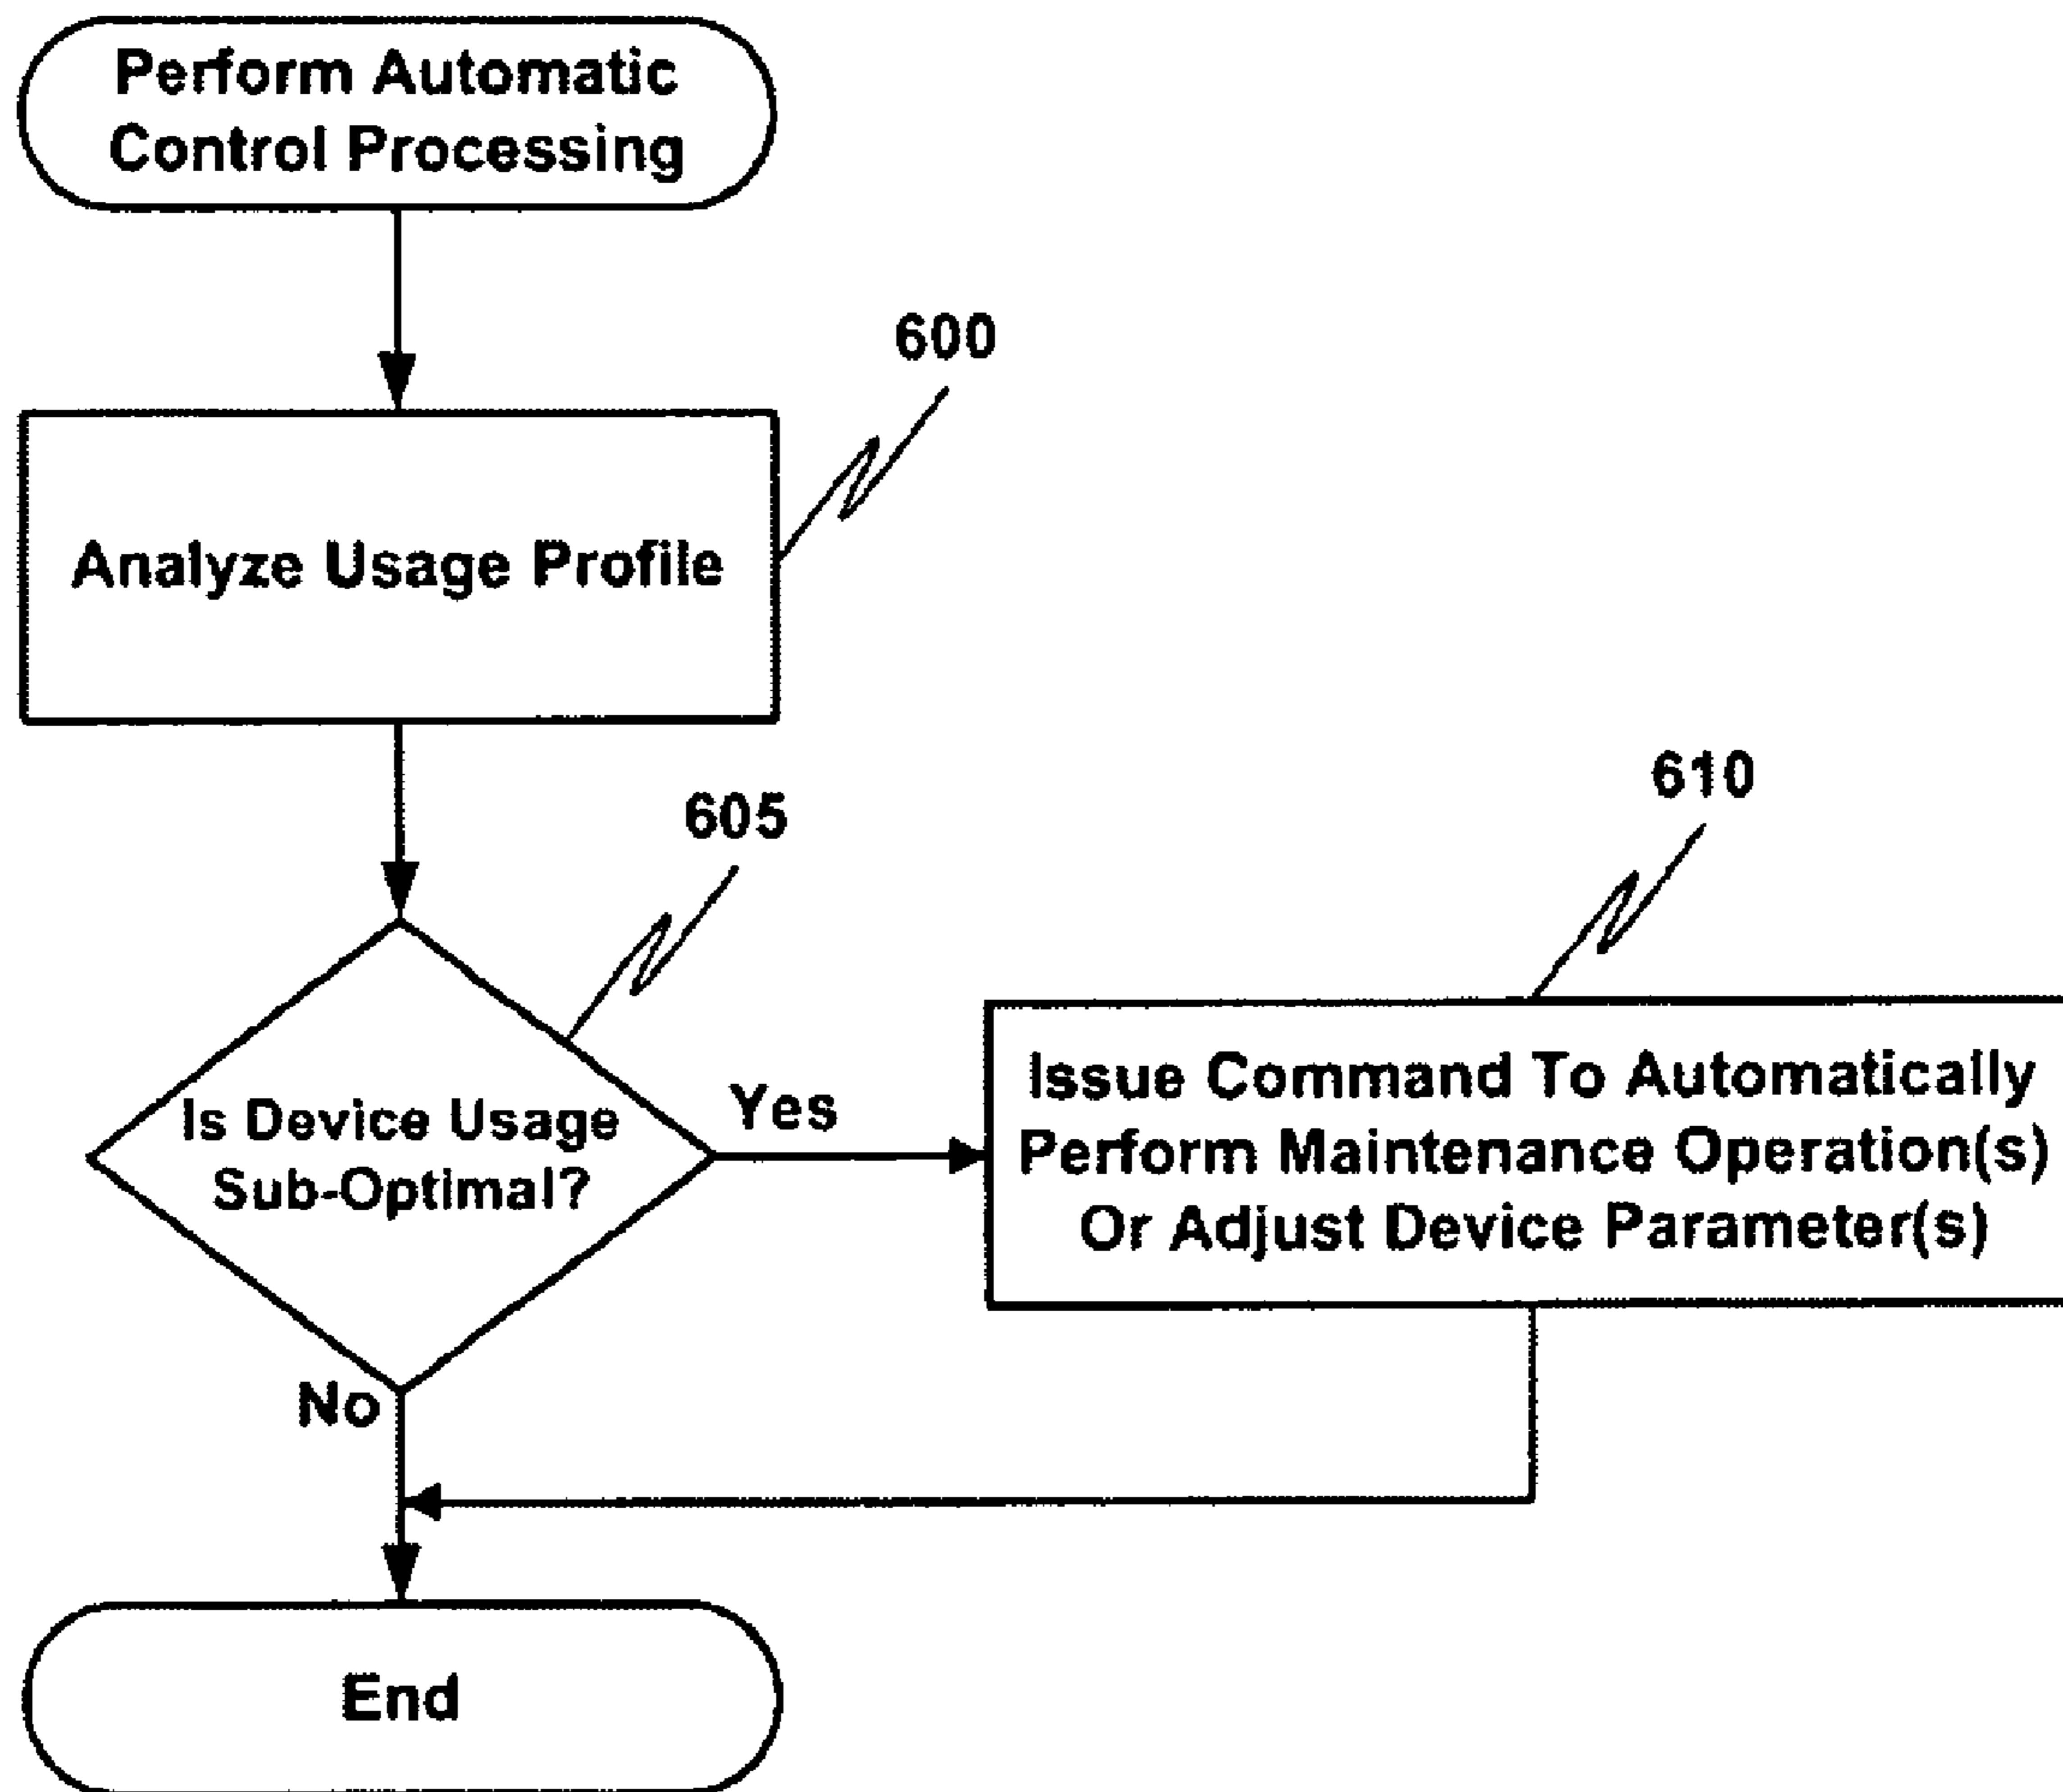 Perform Automatic
Control Processing
600
Analyze Usage Profile
605
610
Is Device Usage
Sub-Optimal?
Yes
Issue Command To Automatically
Perform Maintenance Operation(s)
Or Adjust Device Parameter(s)
No
End